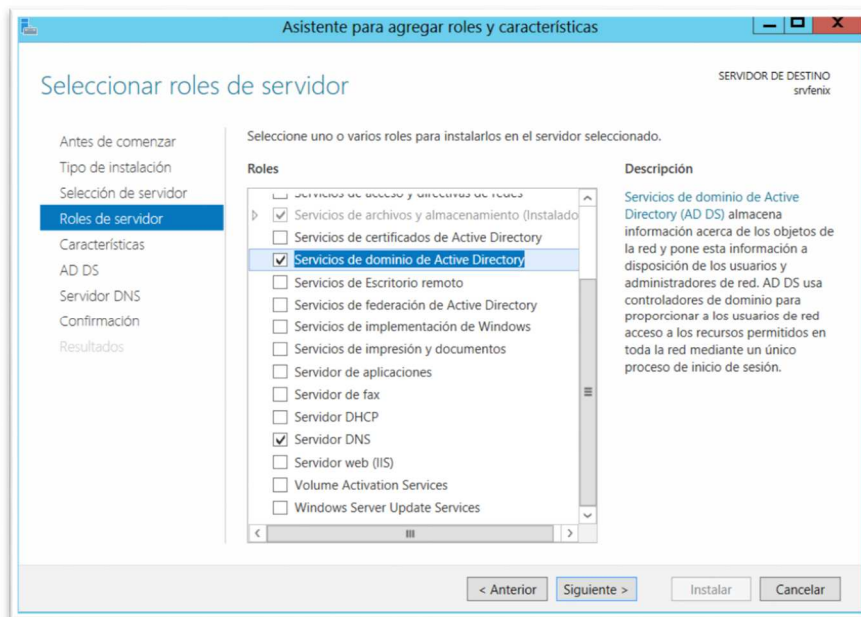 Asistente para agregar roles y características
Seleccionar roles de servidor
SERVIDOR DE DESTINO
srvfenix
Antes de comenzar
Tipo de instalación
Selección de servidor
Roles de servidor
Características
AD DS
Servidor DNS
Confirmación
Resultados
Seleccione uno o varios roles para instalarlos en el servidor seleccionado.
Roles
Servicios de acceso y directivas de redes
Servicios de archivos y almacenamiento (Instalado
Servicios de certificados de Active Directory
Servicios de dominio de Active Directory
Servicios de Escritorio remoto
Servicios de federación de Active Directory
Servicios de implementación de Windows
Servicios de impresión y documentos
Servidor de aplicaciones
Servidor de fax
Servidor DHCP
Servidor DNS
Servidor web (IIS)
Volume Activation Services
Windows Server Update Services
Descripción
Servicios de dominio de Active
Directory (AD DS) almacena
información acerca de los objetos de
la red y pone esta información a
disposición de los usuarios y
administradores de red. AD DS usa
controladores de dominio para
proporcionar a los usuarios de red
acceso a los recursos permitidos en
toda la red mediante un único
proceso de inicio de sesión.
< Anterior
Siguiente >
Instalar
Cancelar